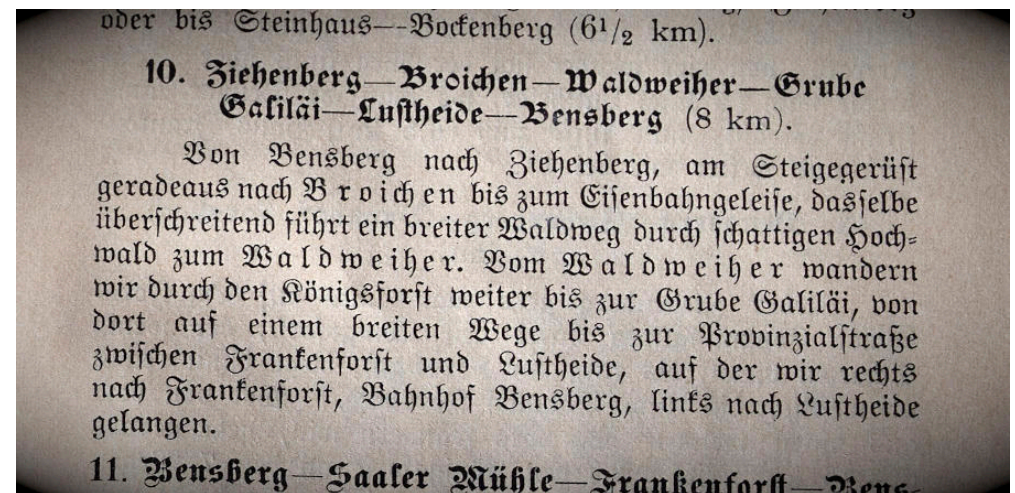 oder bis Steinhaus—Bockenberg (6¹/₂ km).
10. Ziehenberg—Broichen—Waldweiher—Grube
Galiläi—Lustheide—Bensberg (8 km).
Von Bensberg nach Ziehenberg, am Steigegerüst
geradeaus nach Broichen bis zum Eisenbahngeleise, dasselbe
überschreitend führt ein breiter Waldweg durch schattigen Hoch-
wald zum Waldweiher. Vom Waldweiher wandern
wir durch den Königsforst weiter bis zur Grube Galiläi, von
dort auf einem breiten Wege bis zur Provinzialstraße
zwischen Frankenforst und Lustheide, auf der wir rechts
nach Frankenforst, Bahnhof Bensberg, links nach Lustheide
gelangen.
11. Bensberg—Saaler Mühle—Frankenforst—Bens-